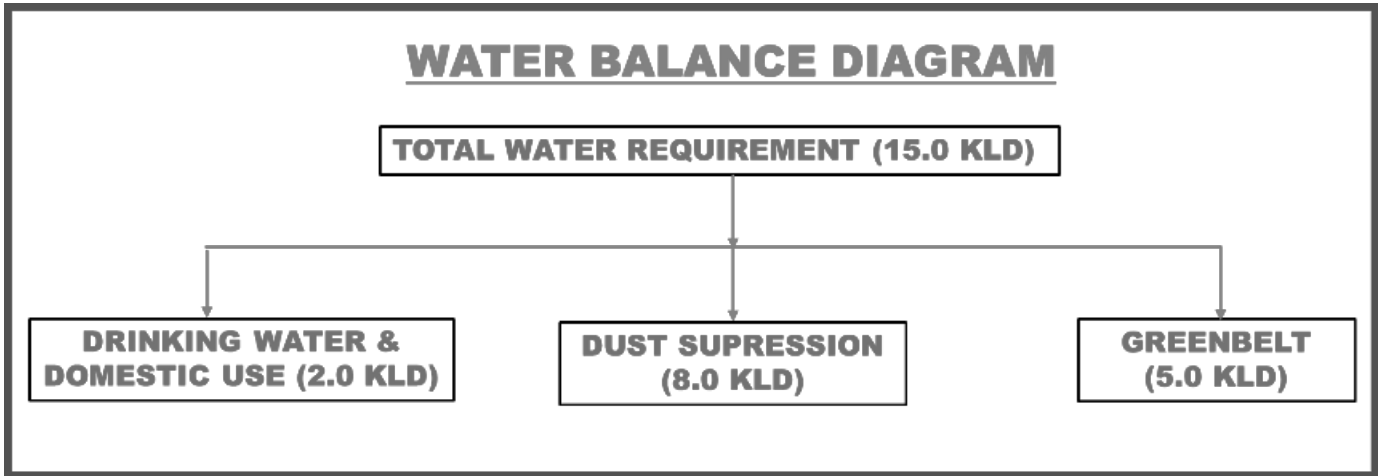 WATER BALANCE DIAGRAM
TOTAL WATER REQUIREMENT (15.0 KLD)
DRINKING WATER &
DOMESTIC USE (2.0 KLD)
DUST SUPRESSION
(8.0 KLD)
GREENBELT
(5.0 KLD)